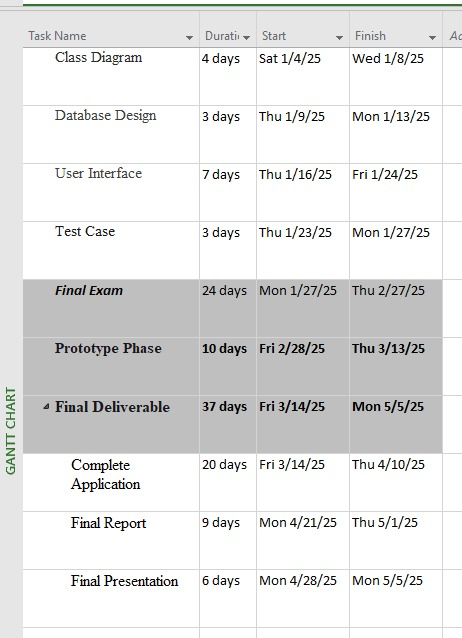 Task Name Durati Start Finish
Class Diagram 4 days Sat 1/4/25 Wed 1/8/25
Database Design 3 days Thu 1/9/25 Mon 1/13/25
User Interface 7 days Thu 1/16/25 Fri 1/24/25
Test Case 3 days Thu 1/23/25 Mon 1/27/25
Final Exam 24 days Mon 1/27/25 Thu 2/27/25
Prototype Phase 10 days Fri 2/28/25 Thu 3/13/25
Final Deliverable 37 days Fri 3/14/25 Mon 5/5/25
Complete 20 days Fri 3/14/25 Thu 4/10/25
Application
Final Report 9 days Mon 4/21/25 Thu 5/1/25
Final Presentation 6 days Mon 4/28/25 Mon 5/5/25
GANTT CHART